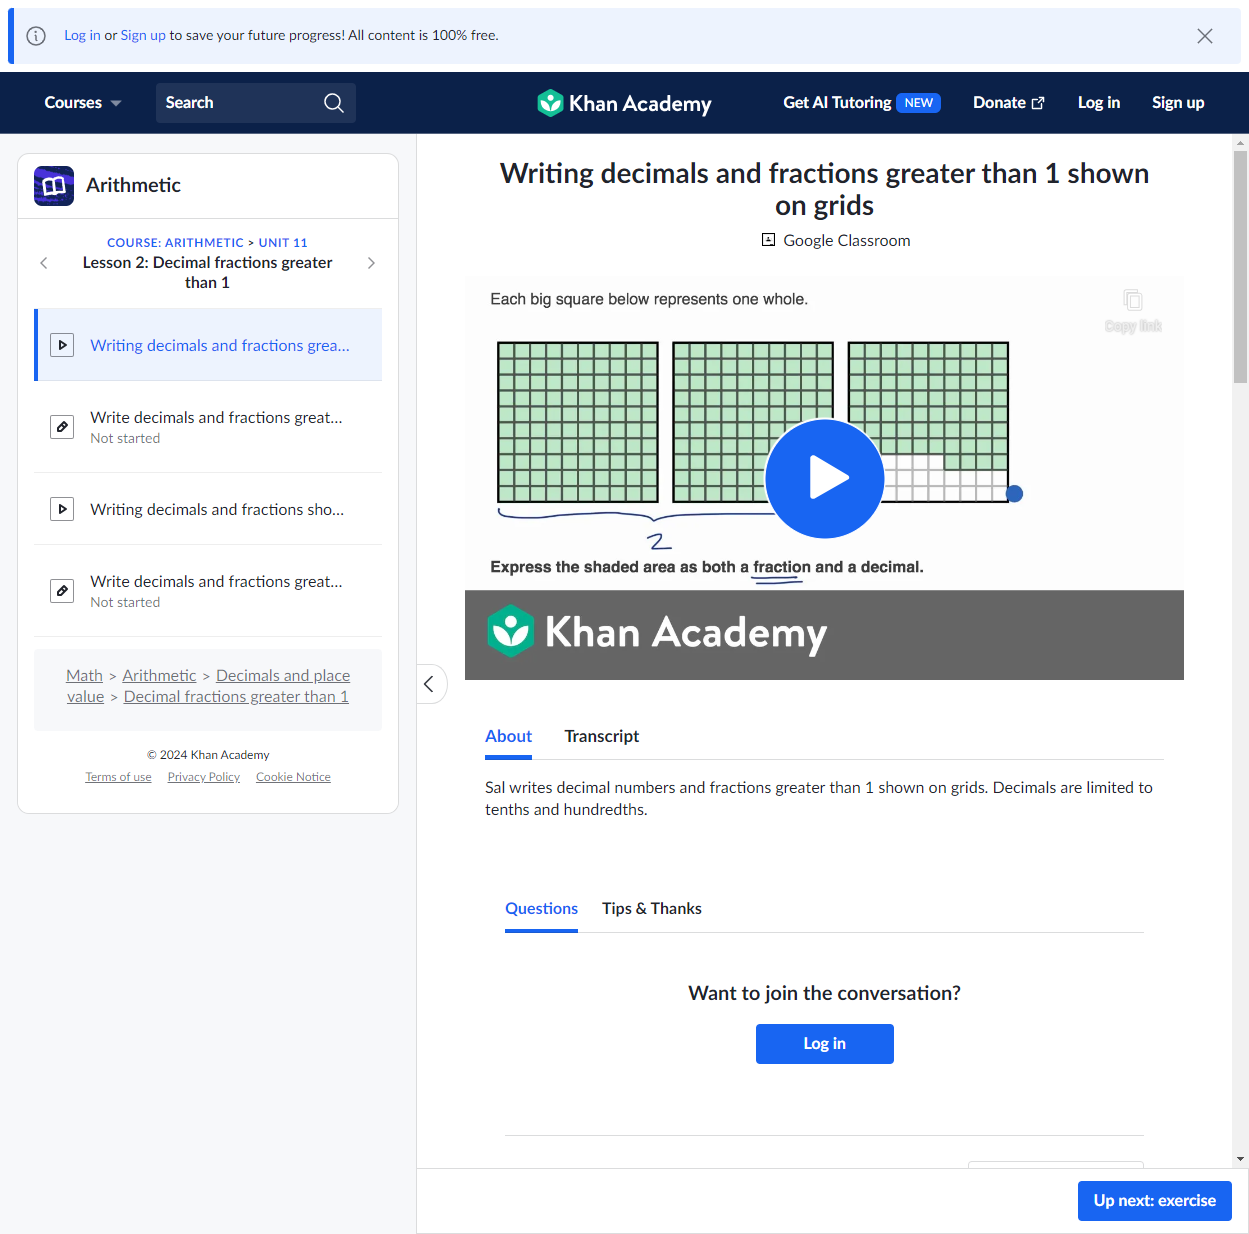 Log in or Sign up to save your future progress! All content is 100% free.
Courses
Search
Khan Academy
Get AI Tutoring NEW
Donate
Log in
Sign up
Arithmetic
COURSE: ARITHMETIC > UNIT 11
Lesson 2: Decimal fractions greater
than 1
Writing decimals and fractions grea...
Write decimals and fractions great...
Not started
Writing decimals and fractions sho...
Write decimals and fractions great...
Not started
Math > Arithmetic > Decimals and place
value > Decimal fractions greater than 1
© 2024 Khan Academy
Terms of use Privacy Policy Cookie Notice
Writing decimals and fractions greater than 1 shown
on grids
Google Classroom
Each big square below represents one whole.
Copy link
2
Express the shaded area as both a fraction and a decimal.
Khan Academy
About
Transcript
Sal writes decimal numbers and fractions greater than 1 shown on grids. Decimals are limited to
tenths and hundredths.
Questions
Tips & Thanks
Want to join the conversation?
Log in
Up next: exercise